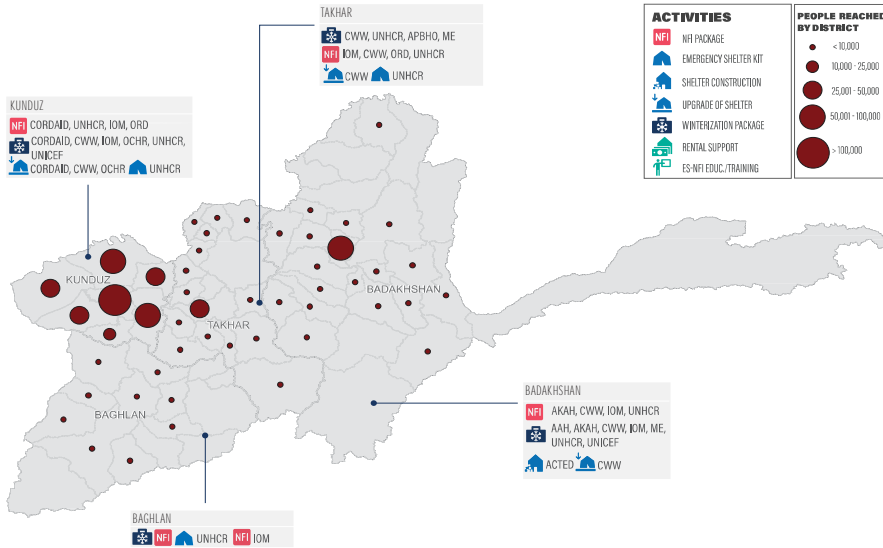 TAKHAR
CWW, UNHCR, APBHO, ME
NFI IOM, CWW, ORD, UNHCR
CWW UNHCR
ACTIVITIES
NFI NFI PACKAGE
EMERGENCY SHELTER KIT
SHELTER CONSTRUCTION
UPGRADE OF SHELTER
WINTERIZATION PACKAGE
RENTAL SUPPORT
ES-NFI EDUC./TRAINING
PEOPLE REACHED
BY DISTRICT
< 10,000
10,000 - 25,000
25,001 - 50,000
50,001 - 100,000
> 100,000
KUNDUZ
NFI CORDAID, UNHCR, IOM, ORD
CORDAID, CWW, IOM, OCHR, UNHCR,
UNICEF
CORDAID, CWW, OCHR UNHCR
KUNDUZ
BADAKHSHAN
TAKHAR
BAGHLAN
BADAKHSHAN
NFI AKAH, CWW, IOM, UNHCR
AAH, AKAH, CWW, IOM, ME,
UNHCR, UNICEF
ACTED CWW
BAGHLAN
NFI UNHCR NFI IOM